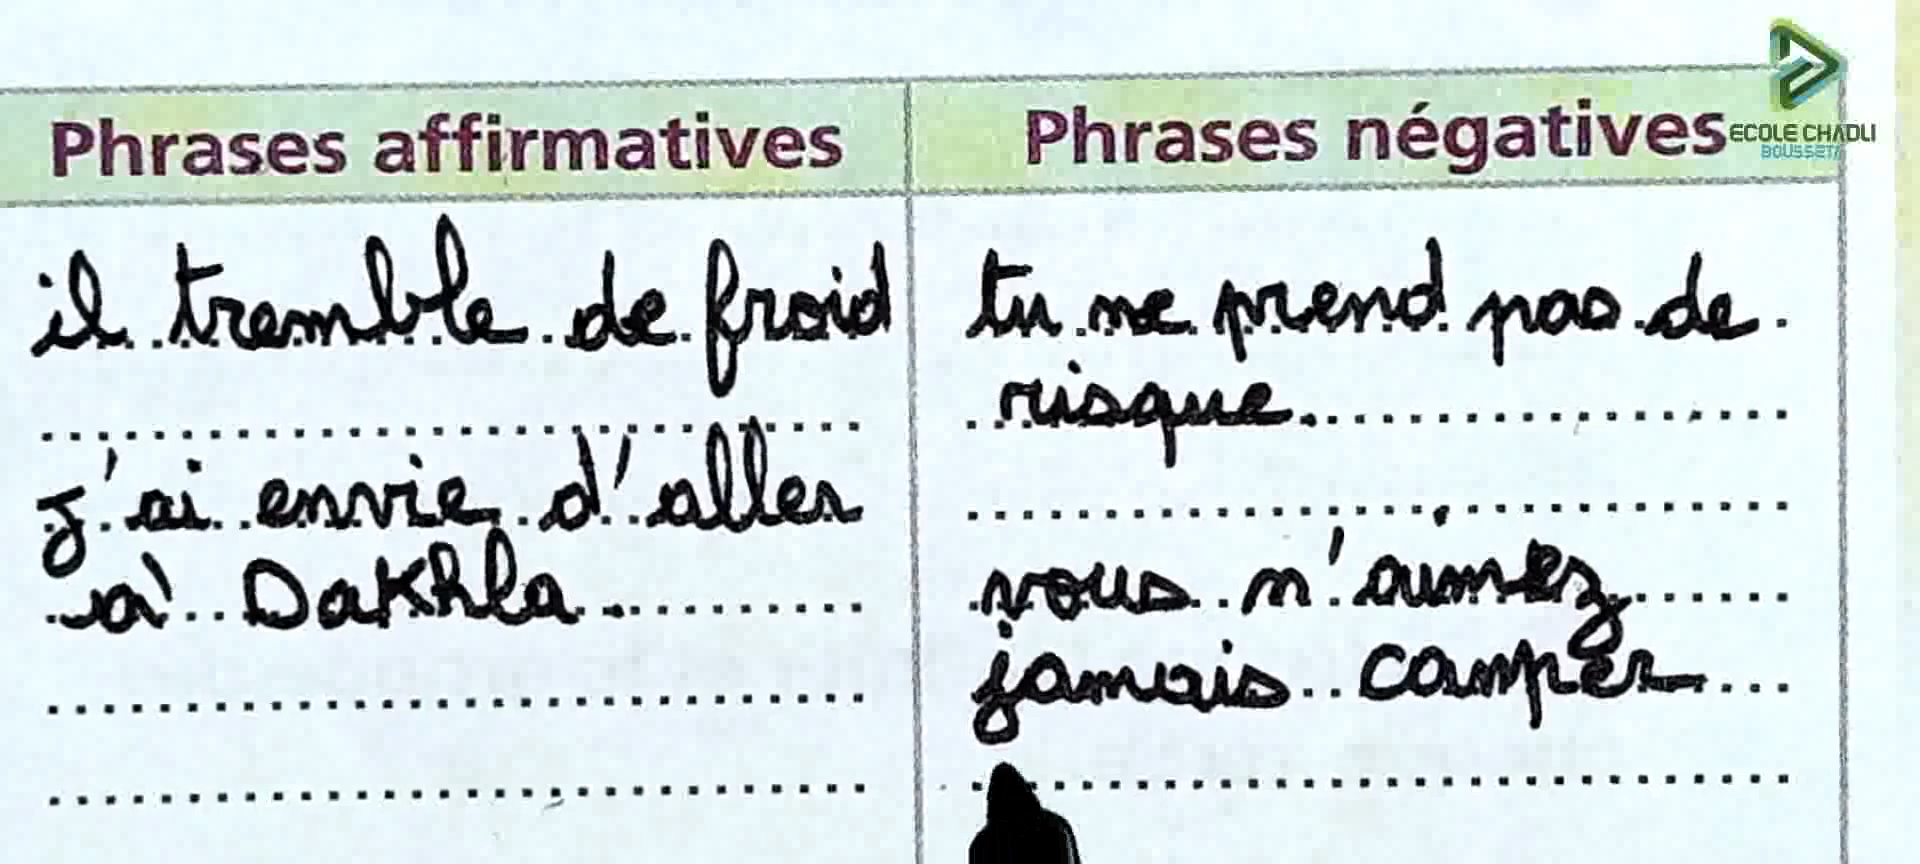 Phrases affirmatives
Phrases négatives
ECOLE CHADLI
BOUSSETA
il tremble de froid
j'ai envie d'aller
à Dakhla.
tu ne prend pas de
risque.
vous n'aimez
jamais camper